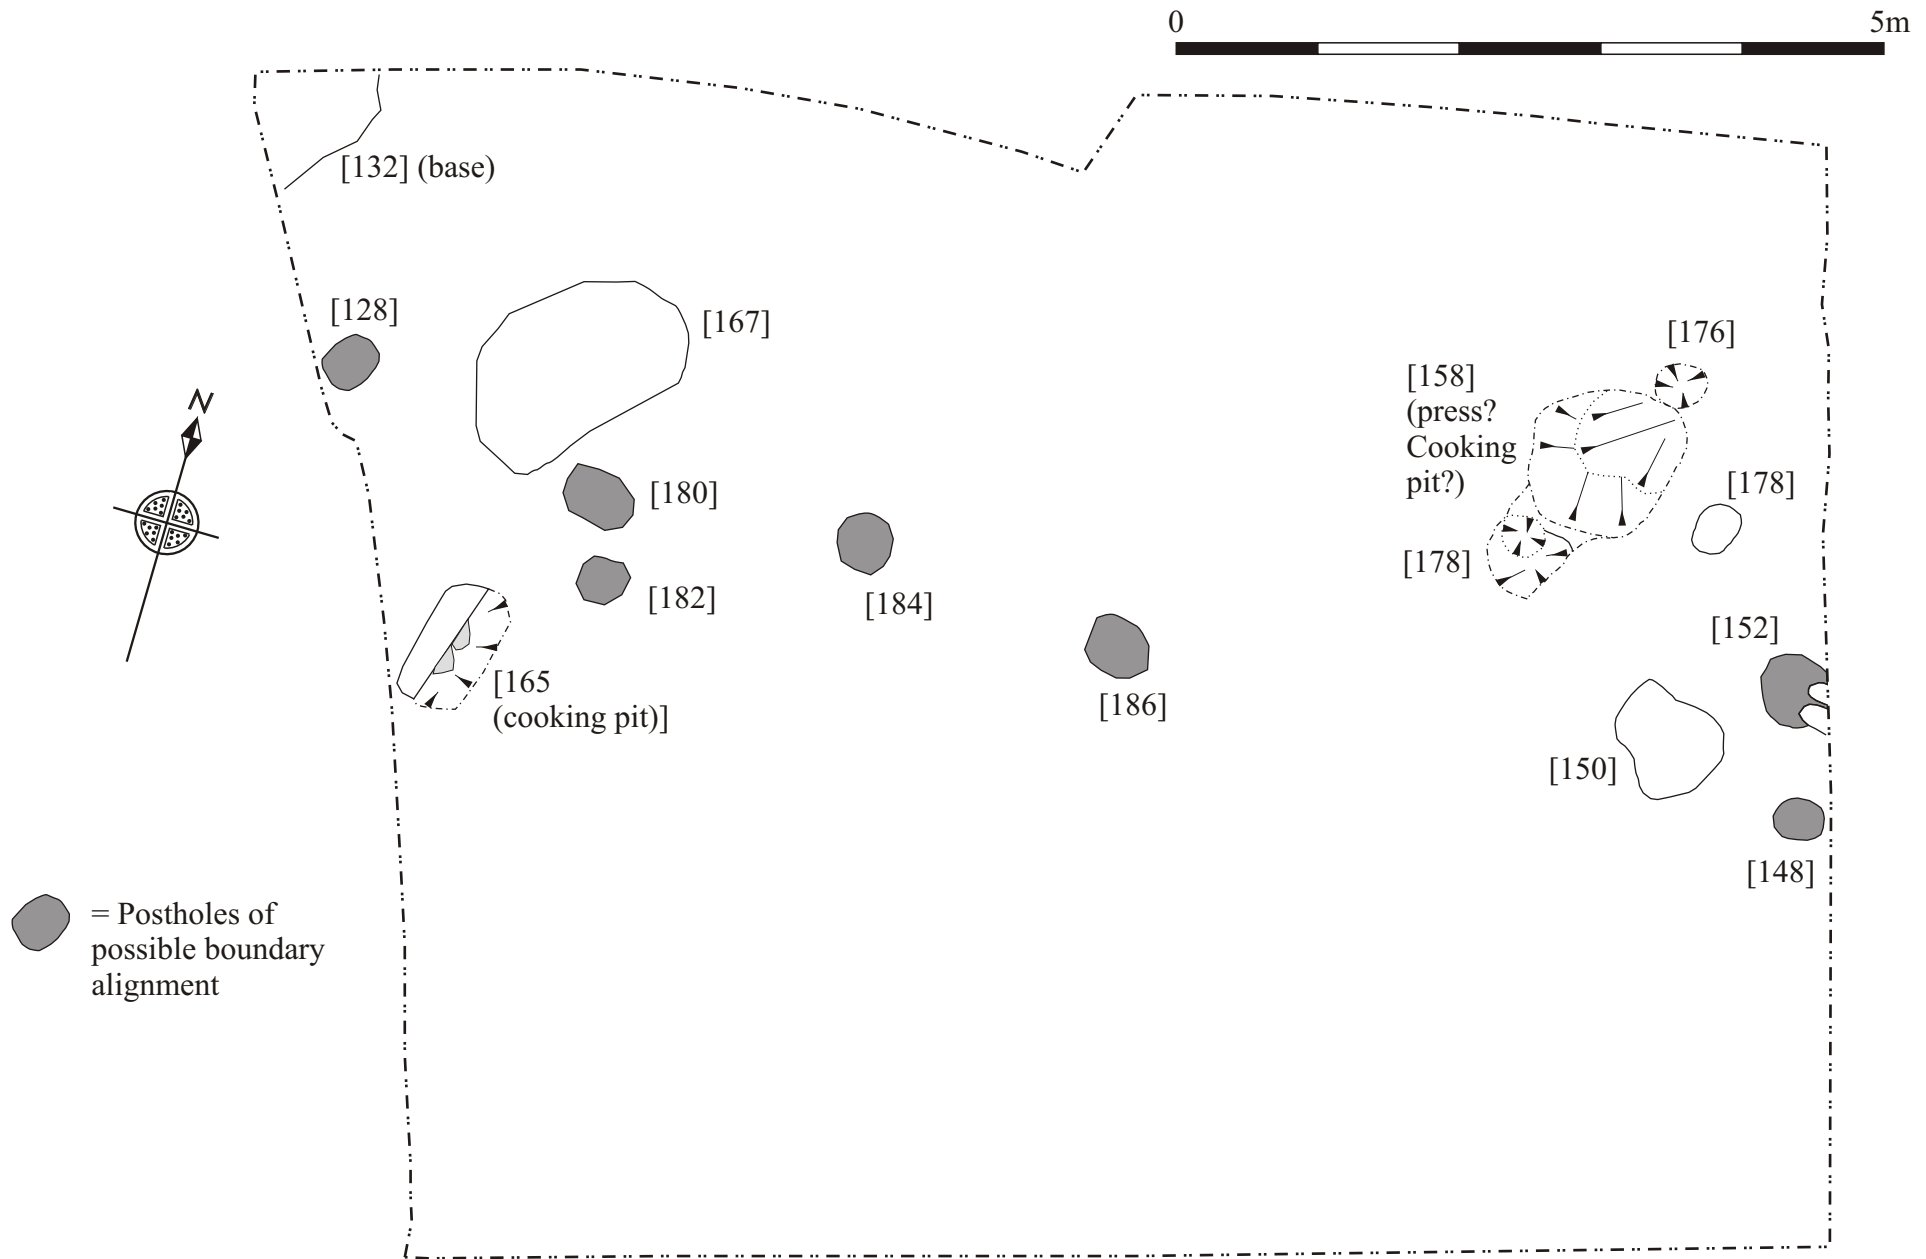 0 5m
[132] (base)
[128]
[167]
N
[176]
[158]
(press?
Cooking
pit?)
[180]
[178]
[178]
[182]
[184]
[152]
[165
(cooking pit)]
[186]
[150]
[148]
= Postholes of
possible boundary
alignment